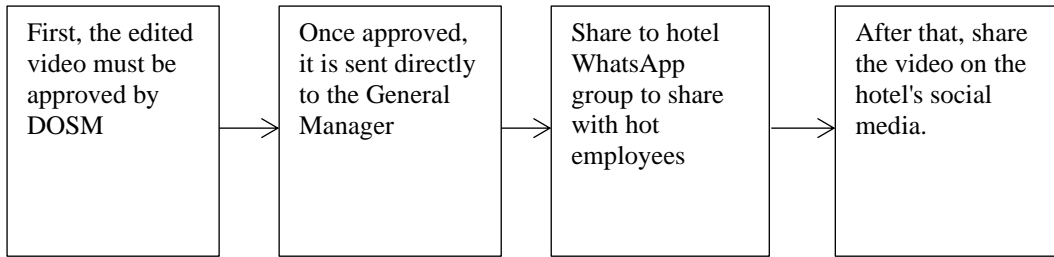 First, the edited
video must be
approved by
DOSM
Once approved,
it is sent directly
to the General
Manager
Share to hotel
WhatsApp
group to share
with hot
employees
After that, share
the video on the
hotel's social
media.